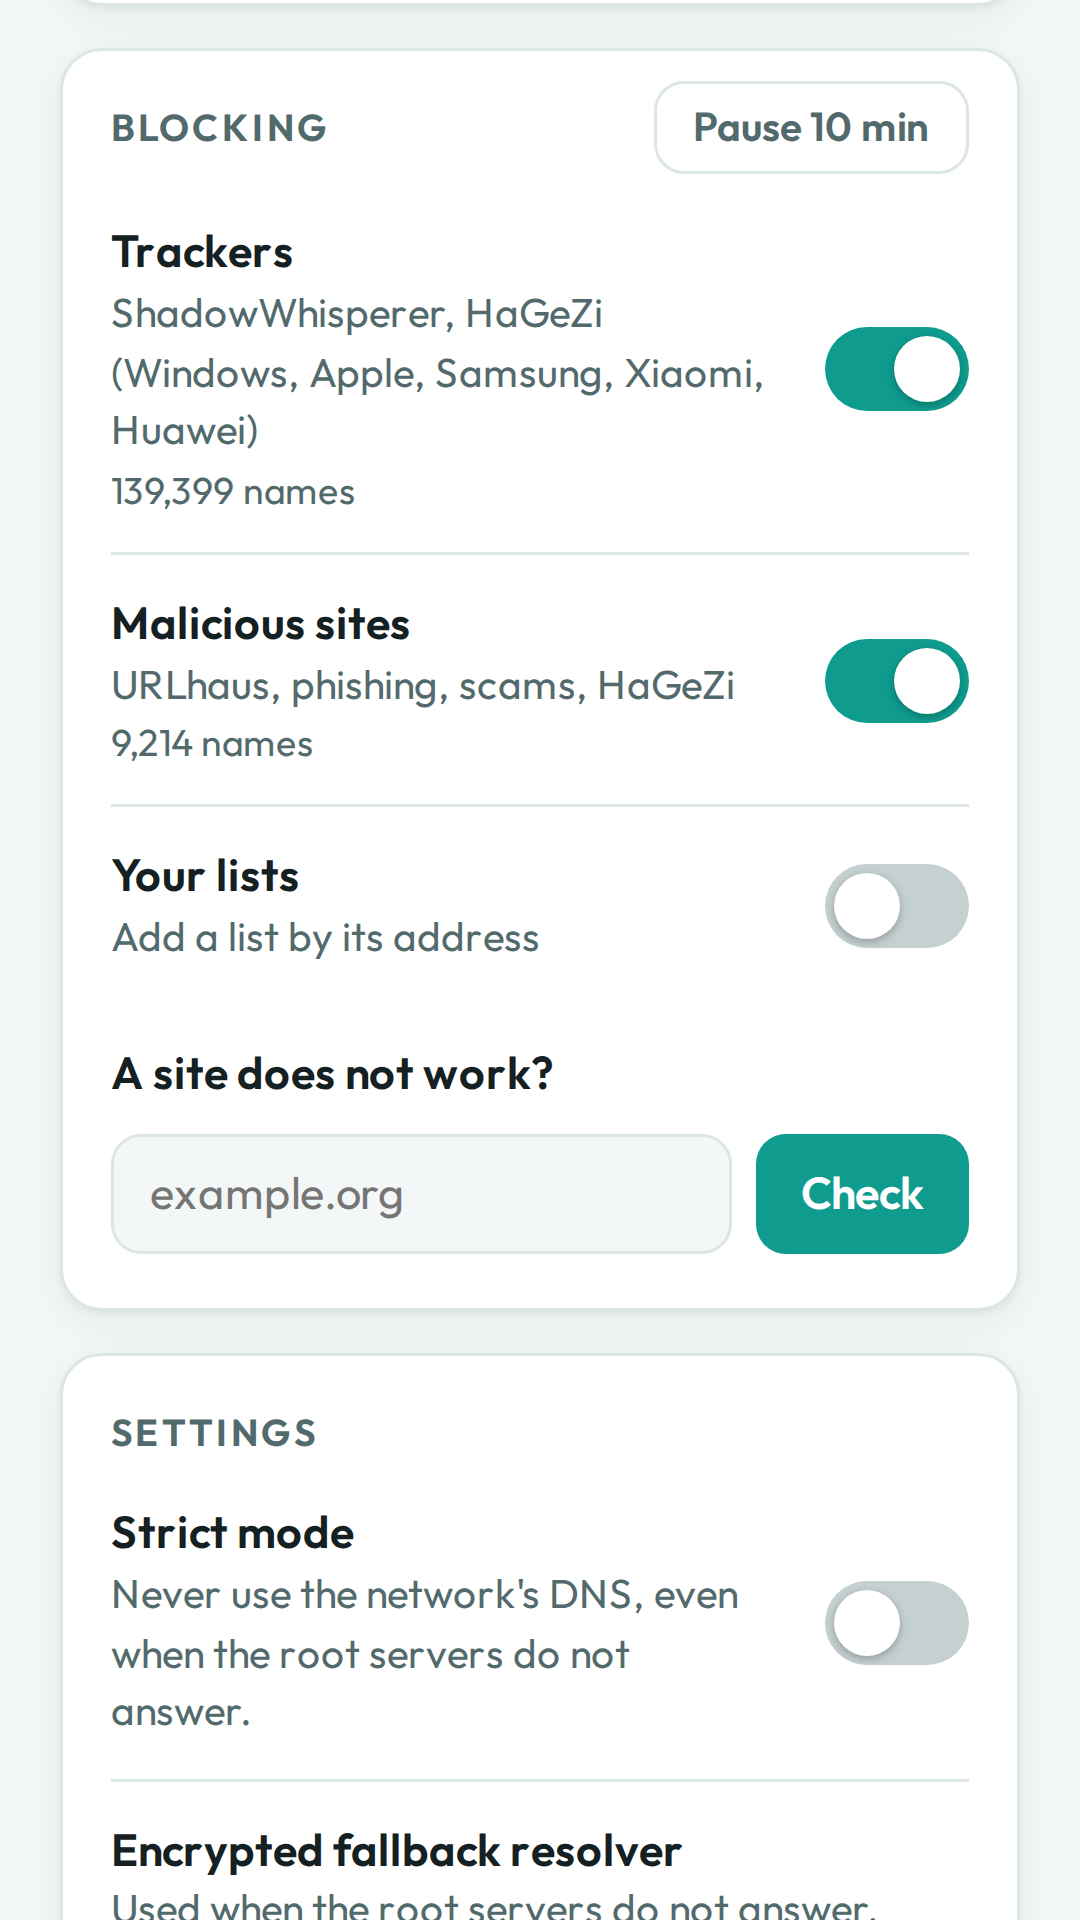 BLOCKING
Pause 10 min
Trackers
ShadowWhisperer, HaGeZi
(Windows, Apple, Samsung, Xiaomi,
Huawei)
139,399 names
Malicious sites
URLhaus, phishing, scams, HaGeZi
9,214 names
Your lists
Add a list by its address
A site does not work?
example.org
Check
SETTINGS
Strict mode
Never use the network's DNS, even
when the root servers do not
answer.
Encrypted fallback resolver
Used when the root servers do not answer.